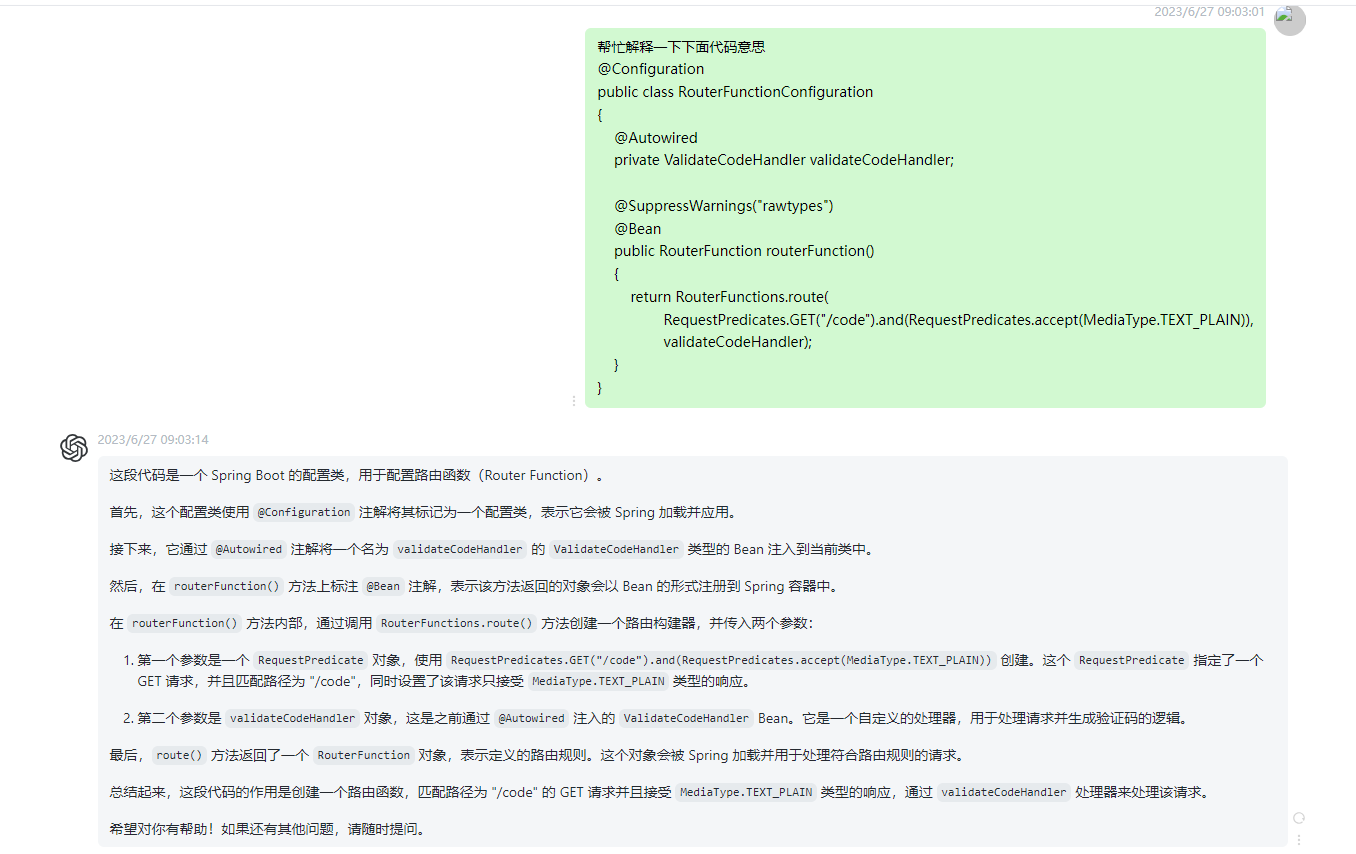 2023/6/27 09:03:01
帮忙解释一下下面代码意思
@Configuration
public class RouterFunctionConfiguration
{
@Autowired
private ValidateCodeHandler validateCodeHandler;
@SuppressWarnings("rawtypes")
@Bean
public RouterFunction routerFunction()
{
return RouterFunctions.route(
RequestPredicates.GET("/code").and(RequestPredicates.accept(MediaType.TEXT_PLAIN)),
validateCodeHandler);
}
}
2023/6/27 09:03:14
这段代码是一个 Spring Boot 的配置类，用于配置路由函数（Router Function）。
首先，这个配置类使用 @Configuration 注解将其标记为一个配置类，表示它会被 Spring 加载并应用。
接下来，它通过 @Autowired 注解将一个名为 validateCodeHandler 的 ValidateCodeHandler 类型的 Bean 注入到当前类中。
然后，在 routerFunction() 方法上标注 @Bean 注解，表示该方法返回的对象会以 Bean 的形式注册到 Spring 容器中。
在 routerFunction() 方法内部，通过调用 RouterFunctions.route() 方法创建一个路由构建器，并传入两个参数：
1. 第一个参数是一个 RequestPredicate 对象，使用 RequestPredicates.GET("/code").and(RequestPredicates.accept(MediaType.TEXT_PLAIN)) 创建。这个 RequestPredicate 指定了一个
GET 请求，并且匹配路径为 "/code"，同时设置了该请求只接受 MediaType.TEXT_PLAIN 类型的响应。
2. 第二个参数是 validateCodeHandler 对象，这是之前通过 @Autowired 注入的 ValidateCodeHandler Bean。它是一个自定义的处理器，用于处理请求并生成验证码的逻辑。
最后，route() 方法返回了一个 RouterFunction 对象，表示定义的路由规则。这个对象会被 Spring 加载并用于处理符合路由规则的请求。
总结起来，这段代码的作用是创建一个路由函数，匹配路径为 "/code" 的 GET 请求并且接受 MediaType.TEXT_PLAIN 类型的响应，通过 validateCodeHandler 处理器来处理该请求。
希望对你有帮助！如果还有其他问题，请随时提问。